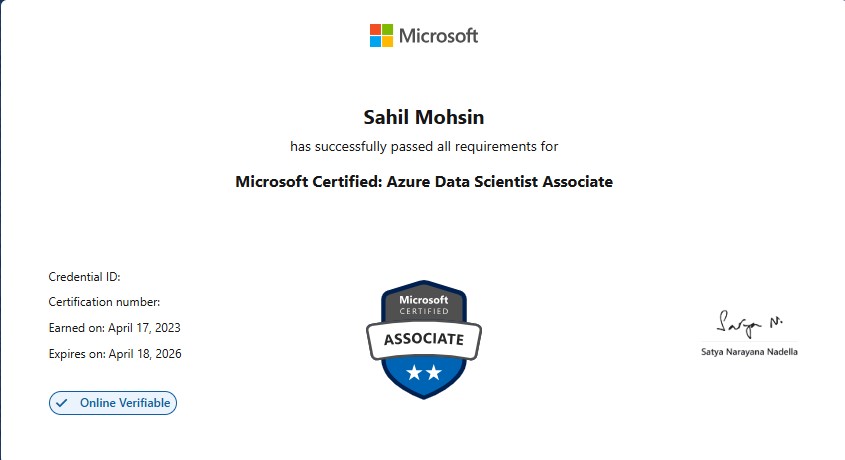 Microsoft
Sahil Mohsin
has successfully passed all requirements for
Microsoft Certified: Azure Data Scientist Associate
Credential ID:
Certification number:
Earned on: April 17, 2023
Expires on: April 18, 2026
Online Verifiable
Microsoft
CERTIFIED
ASSOCIATE
Satya N.
Satya Narayana Nadella